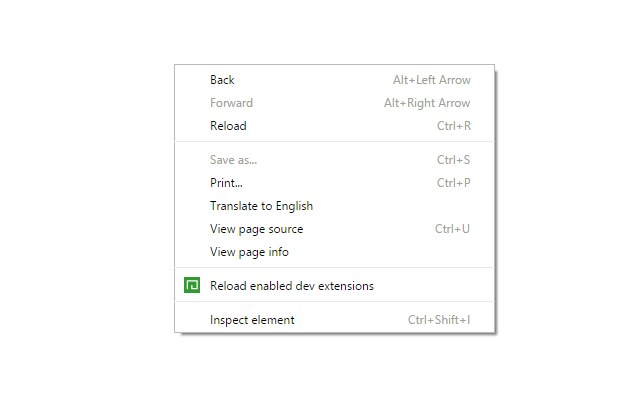 Back Alt+Left Arrow
Forward Alt+Right Arrow
Reload Ctrl+R
Save as... Ctrl+S
Print... Ctrl+P
Translate to English
View page source Ctrl+U
View page info
Reload enabled dev extensions
Inspect element Ctrl+Shift+I